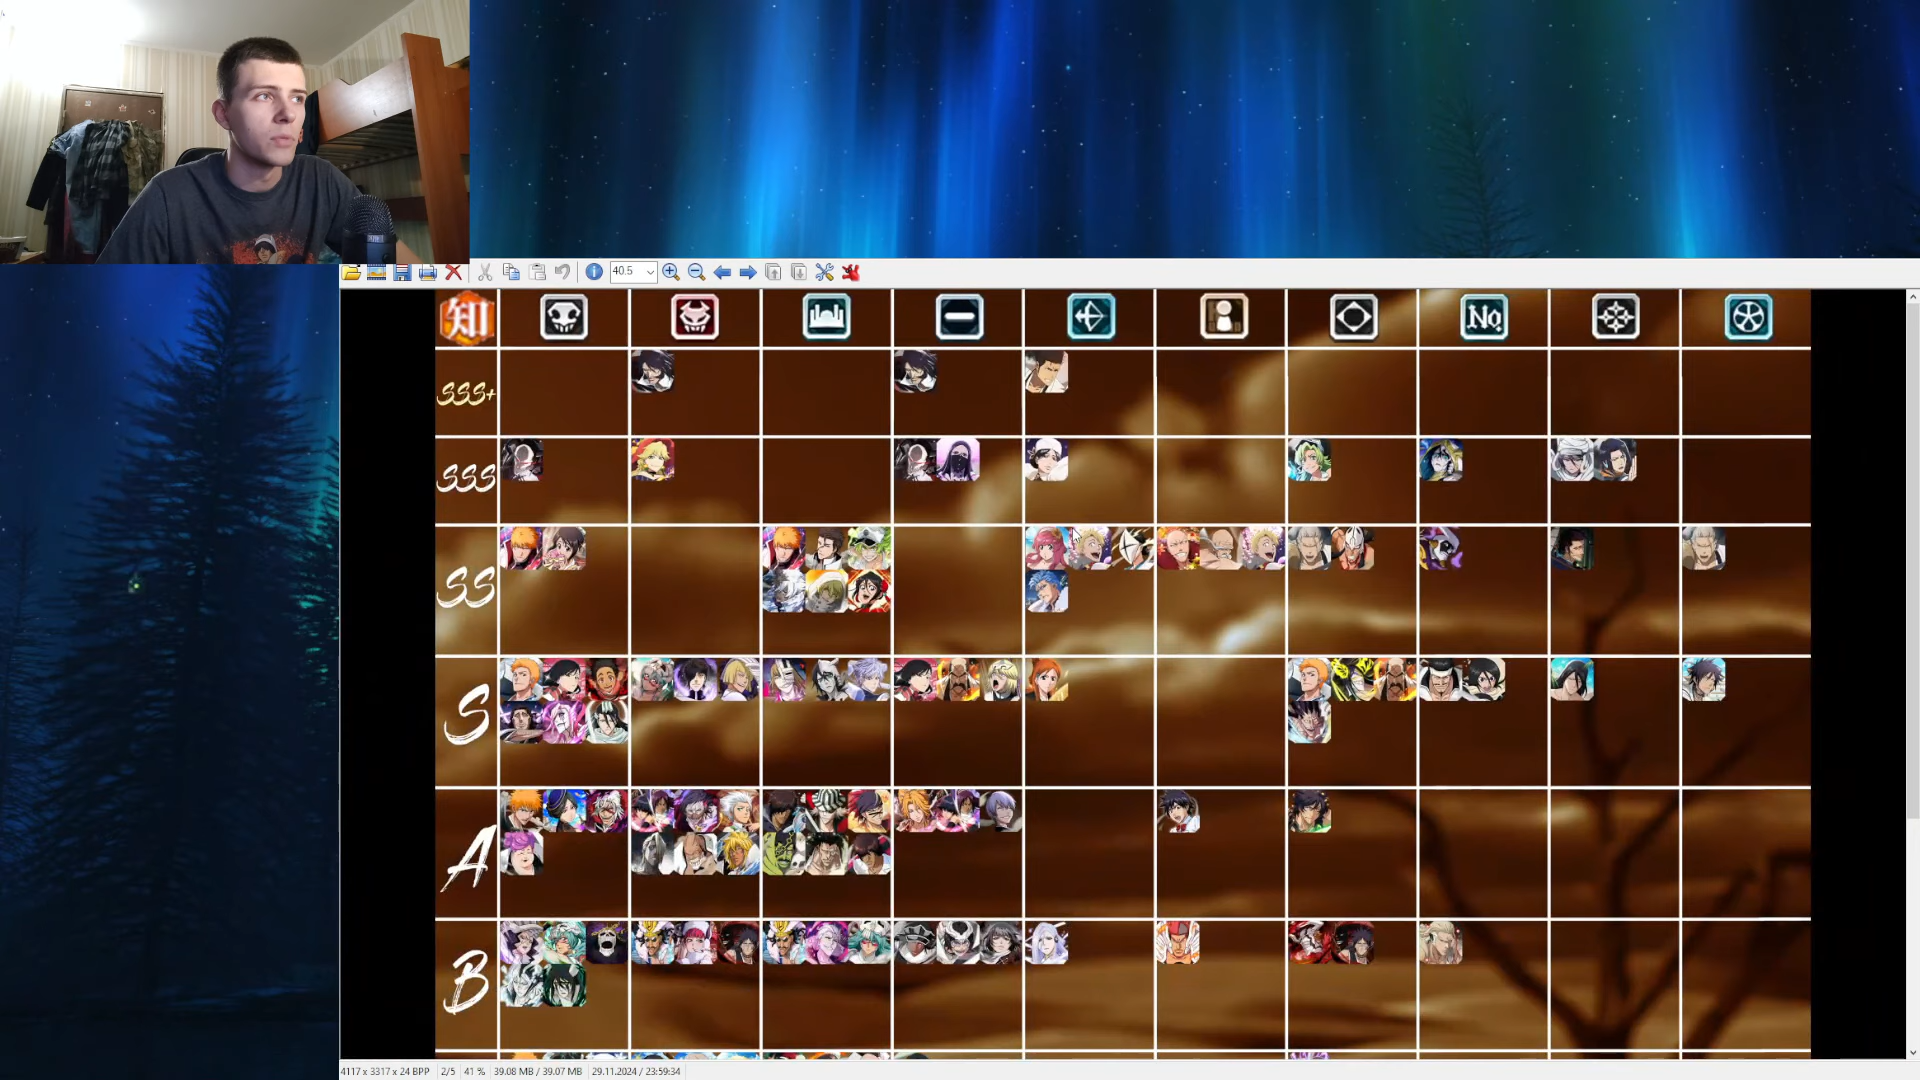 40.5
知
No.
SSS+
SSS
SS
S
A
B
4117 x 3317 x 24 BPP 2/5 41 % 39.08 MB / 39.07 MB 29.11.2024 / 23:59:34